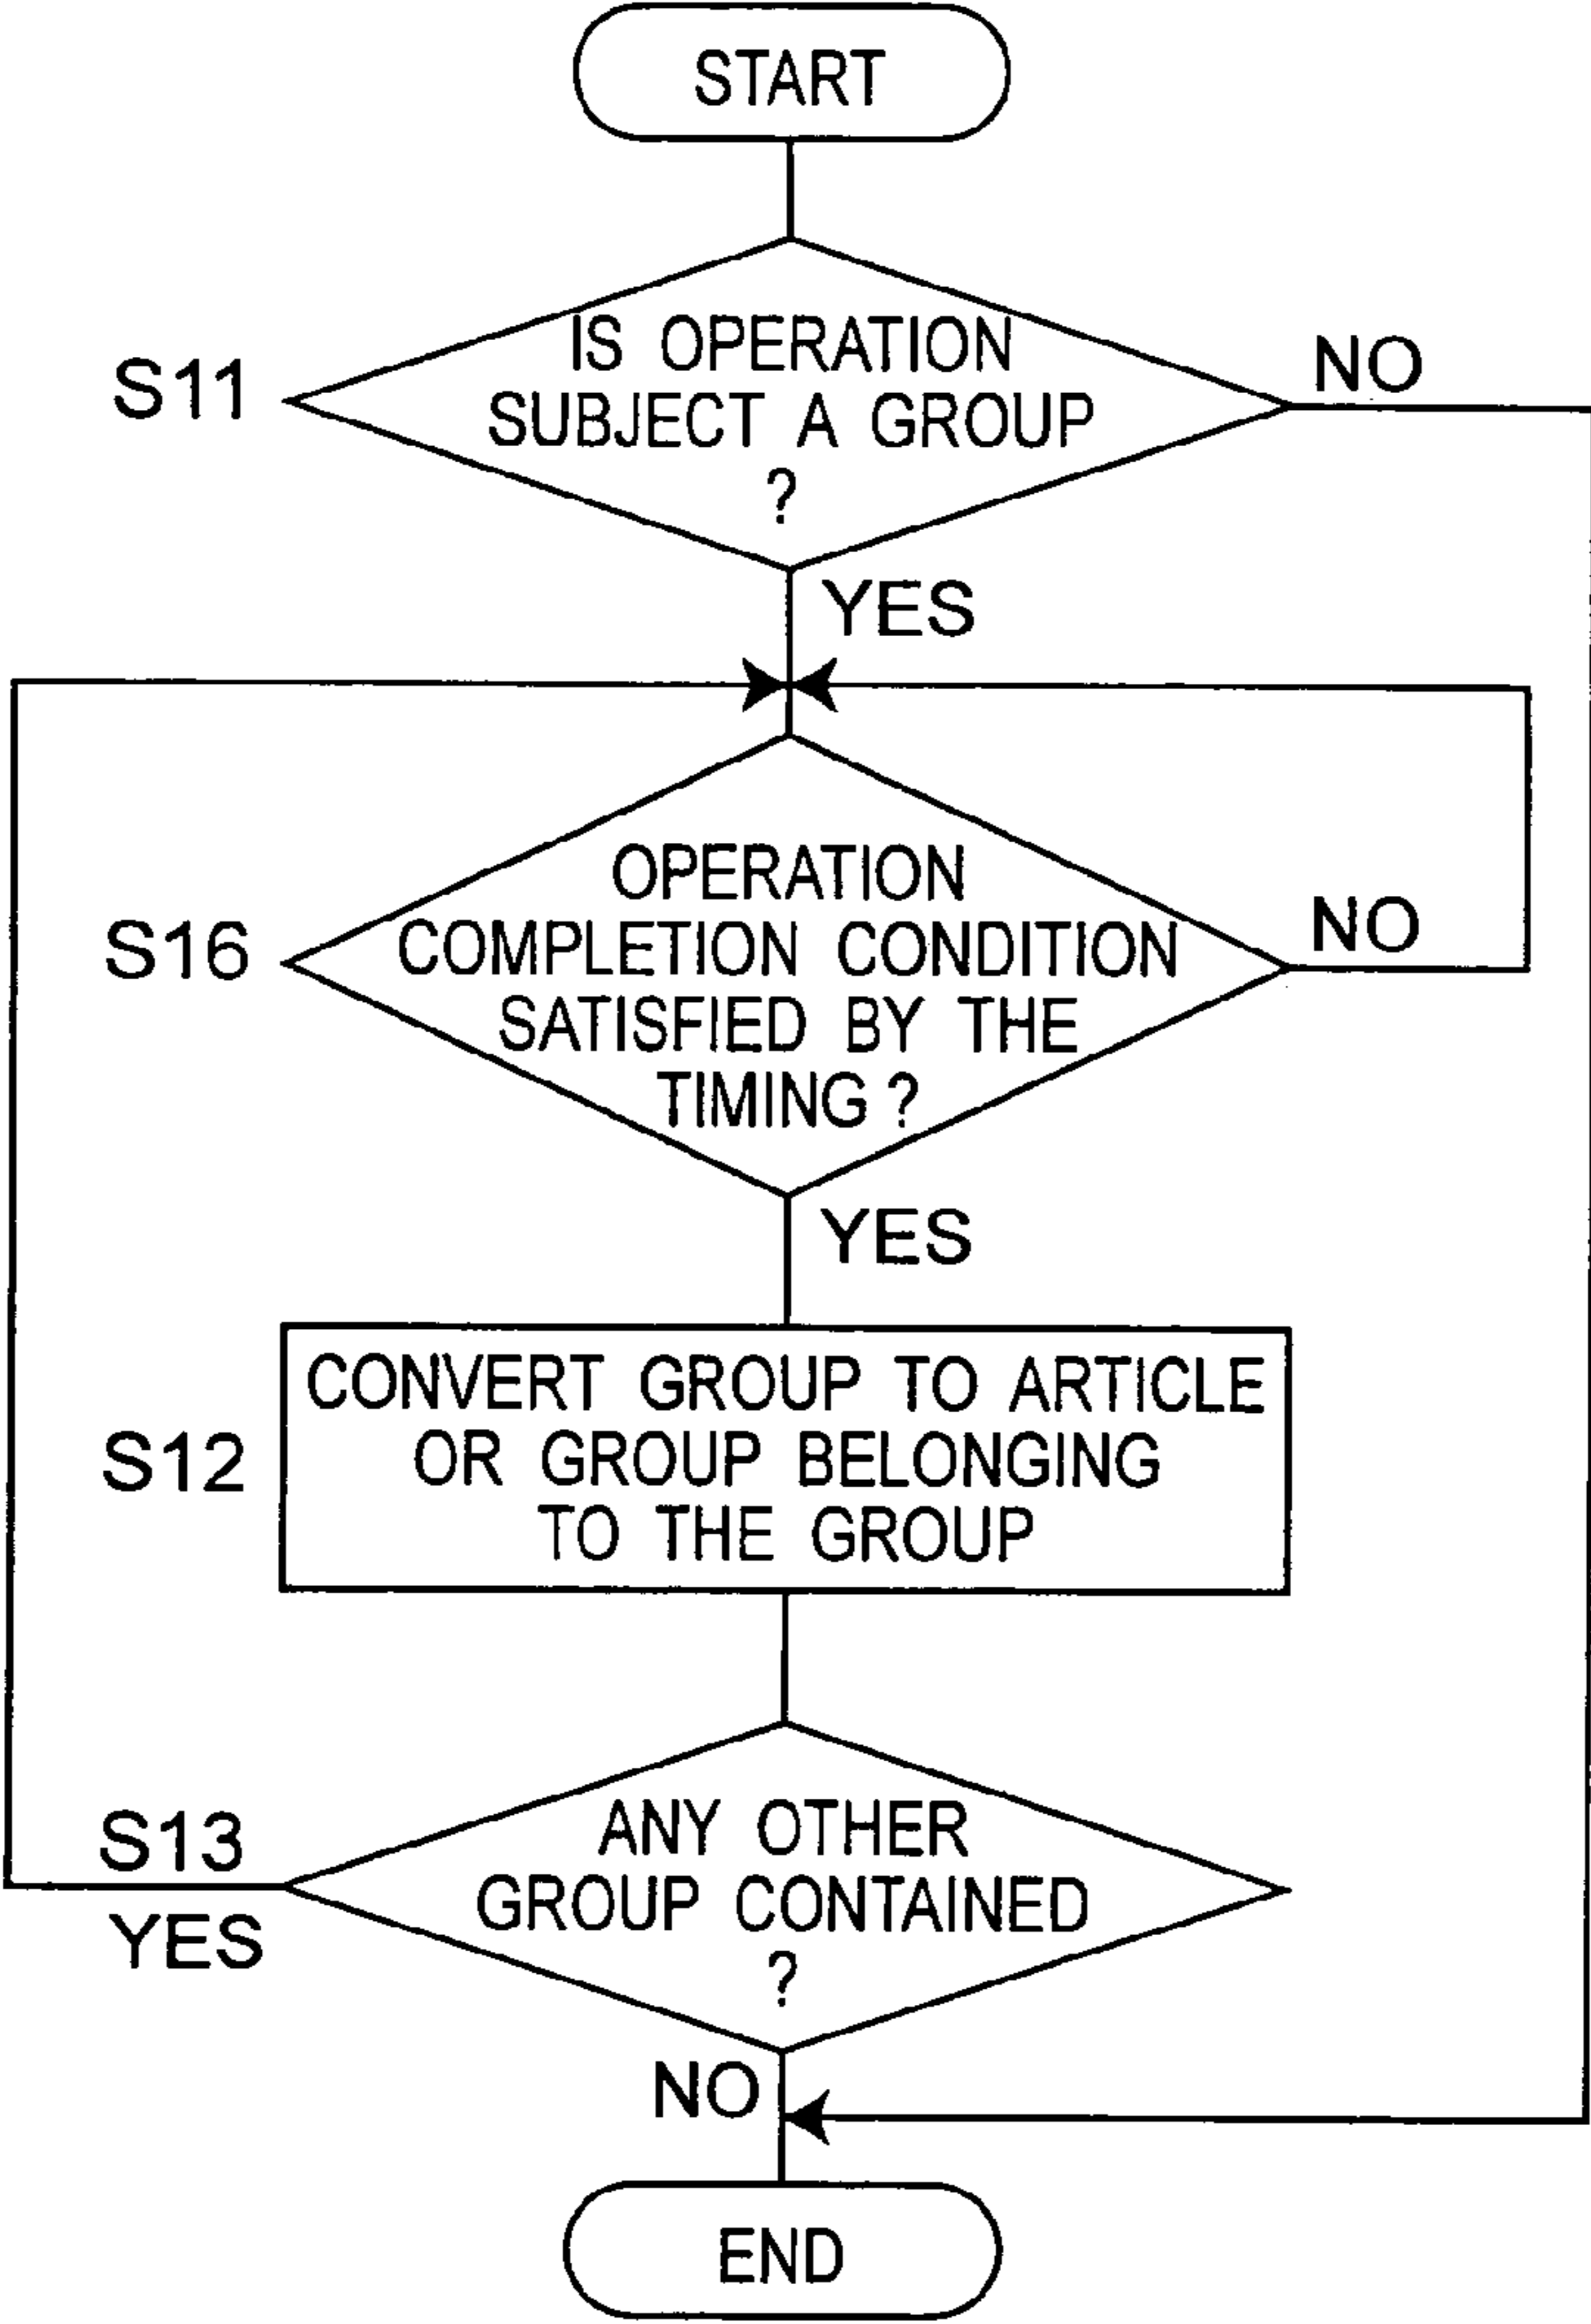 START
S11
IS OPERATION
SUBJECT A GROUP
?
NO
YES
S16
OPERATION
COMPLETION CONDITION
SATISFIED BY THE
TIMING ?
NO
YES
S12
CONVERT GROUP TO ARTICLE
OR GROUP BELONGING
TO THE GROUP
S13
YES
ANY OTHER
GROUP CONTAINED
?
NO
END